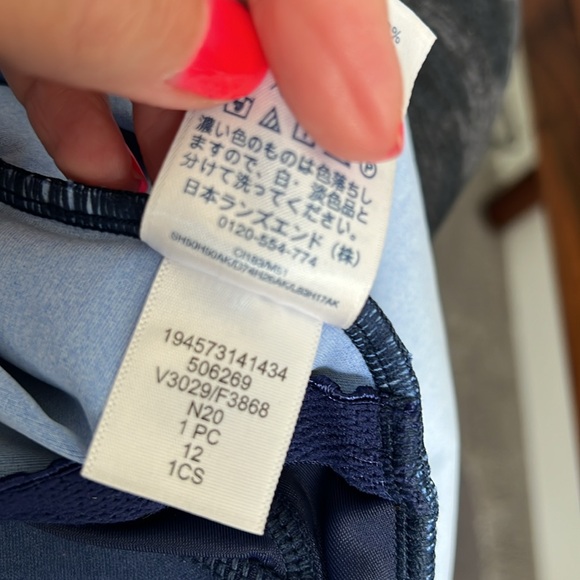 %
濃い色のものは色落ちし
ますので、白・淡色品と
分けて洗ってください。
日本ランズエンド（株）
0120-554-774
194573141434
506269
V3029/F3868
N20
1 PC
12
1CS